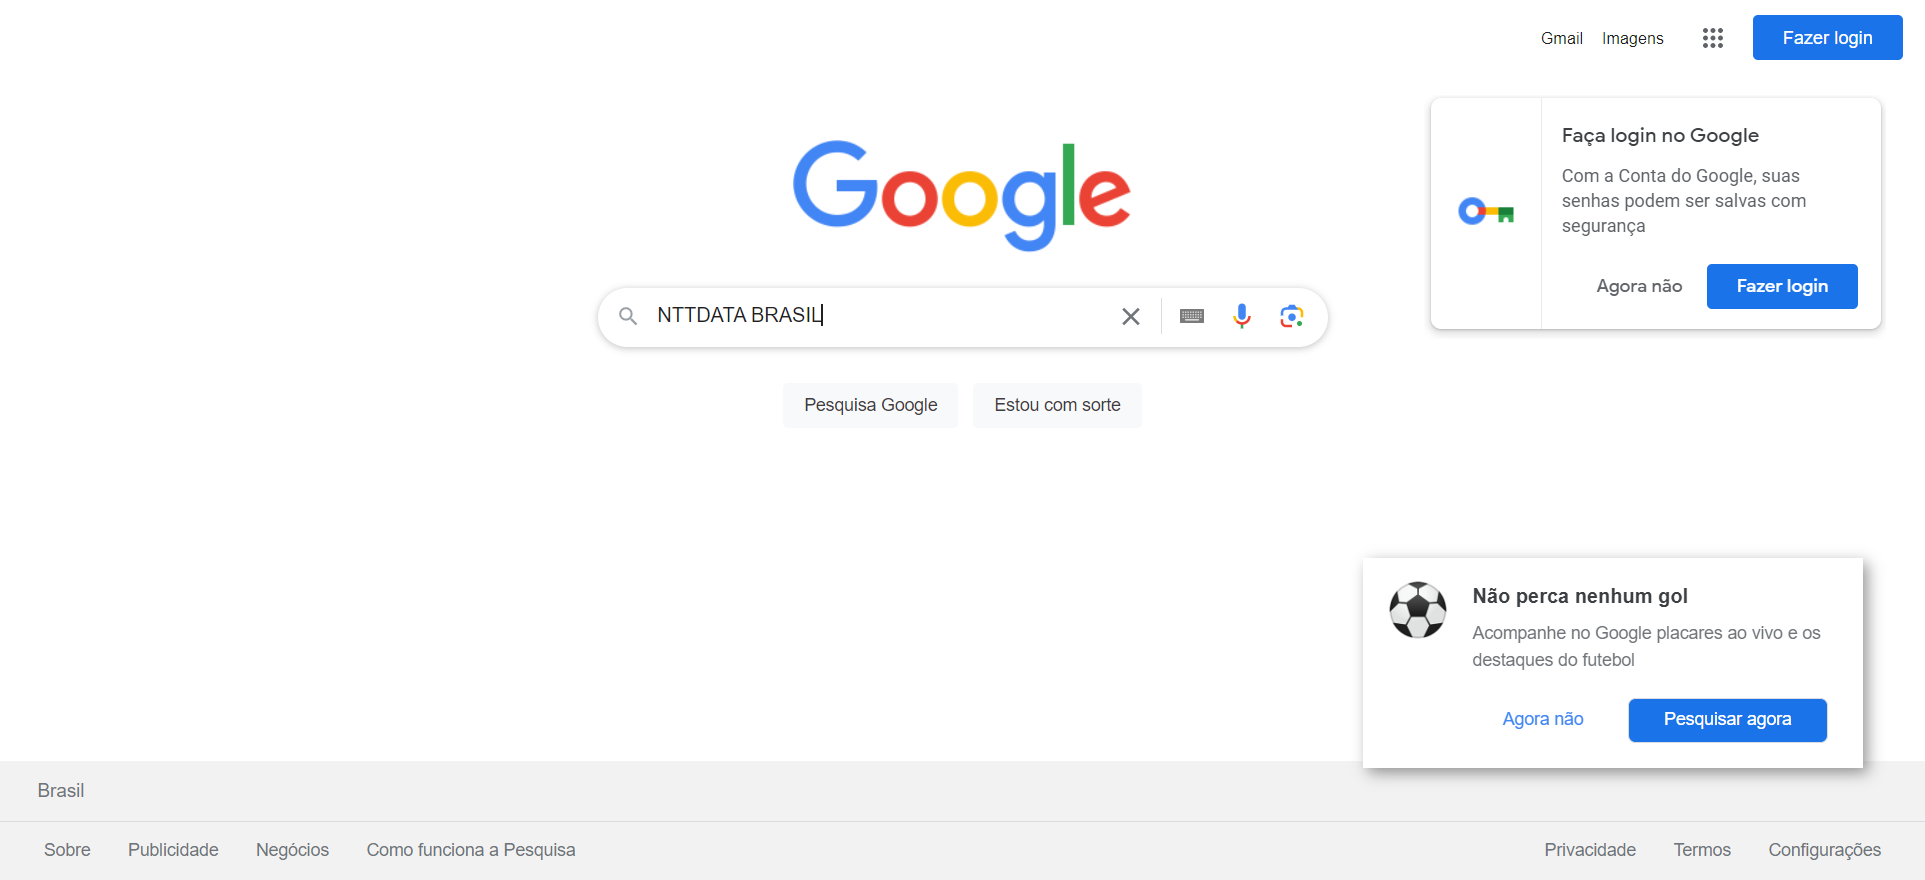 Gmail Imagens Fazer login
Faça login no Google
Com a Conta do Google, suas
senhas podem ser salvas com
segurança
Agora não Fazer login
Google
NTTDATA BRASIL
Pesquisa Google Estou com sorte
Não perca nenhum gol
Acompanhe no Google placares ao vivo e os
destaques do futebol
Agora não Pesquisar agora
Brasil
Sobre Publicidade Negócios Como funciona a Pesquisa Privacidade Termos Configurações